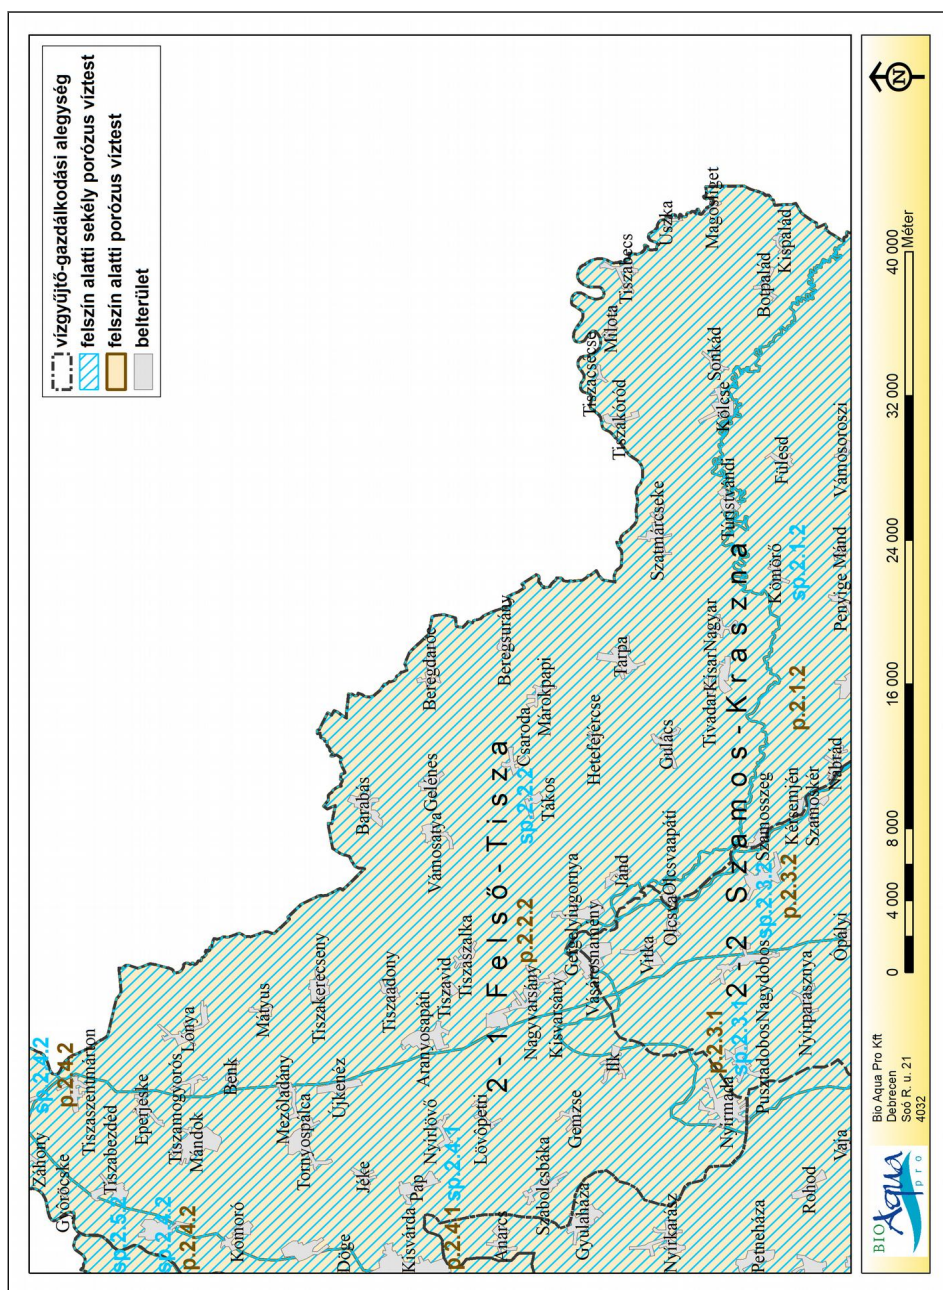 vízgyűjtő-gazdálkodási alegység
felszín alatti sekély porózus víztest
felszín alatti porózus víztest
belterület
Záhony
sp.2.4.2
Győröcske
p.2.4.2
Tiszaszentmárton
sp.2.5.2
Tiszabezdéd
Eperjeske
sp.2.4.2
Tiszamogyorós
Lónya
p.2.4.2
Mándok
Komoró
Benk
Mátyus
Mezőladány
Tornyospálca
Tiszakerecseny
Újkenéz
Döge
Jéke
Barabás
Tiszaadony
Kisvárda
Pap
Aranyosapáti
Nyírlövő
Vámosatya
Gelénes
Beregdaróc
Tiszavid
p.2.4.1
sp.2.4.1
Tiszaszalka
Lövőpetri
2-1 Felső-Tisza
Anarcs
Beregsurány
Csaroda
p.2.2.2
sp.2.2.2
Nagyvarsány
Szabolcsbáka
Tákos
Márokpapi
Kisvarsány
Gemzse
Gergelyiugornya
Gyulaháza
Vásárosnamény
Hetefejércse
Tiszacsécse
Milota
Tiszabecs
Ilk
Jánd
Tarpa
Tiszakóród
Vitka
Szatmárcseke
Nyírkarász
Olcsva
Olcsvaapáti
Gulács
Uszka
p.2.3.1
Tivadar
Kisar
Nagyar
Magosliget
Nyírmada
sp.2.3.1
2-2 Szamos-Kraszna
Túristvándi
Kölcse
Sonkád
Petneháza
Pusztadobos
Nagydobos
sp.2.3.2
Szamosszeg
Kömörő
Botpalád
p.2.3.2
Kérsemjén
p.2.1.2
sp.2.1.2
Fülesd
Kispalád
Rohod
Nyírparasznya
Szamoskér
Vaja
Ópályi
Nábrád
Penyige
Mánd
Vámosoroszi
BIO Aqua
pro
Bio Aqua Pro Kft
Debrecen
Soó R. u. 21
4032
0
4 000
8 000
16 000
24 000
32 000
40 000
Méter
N